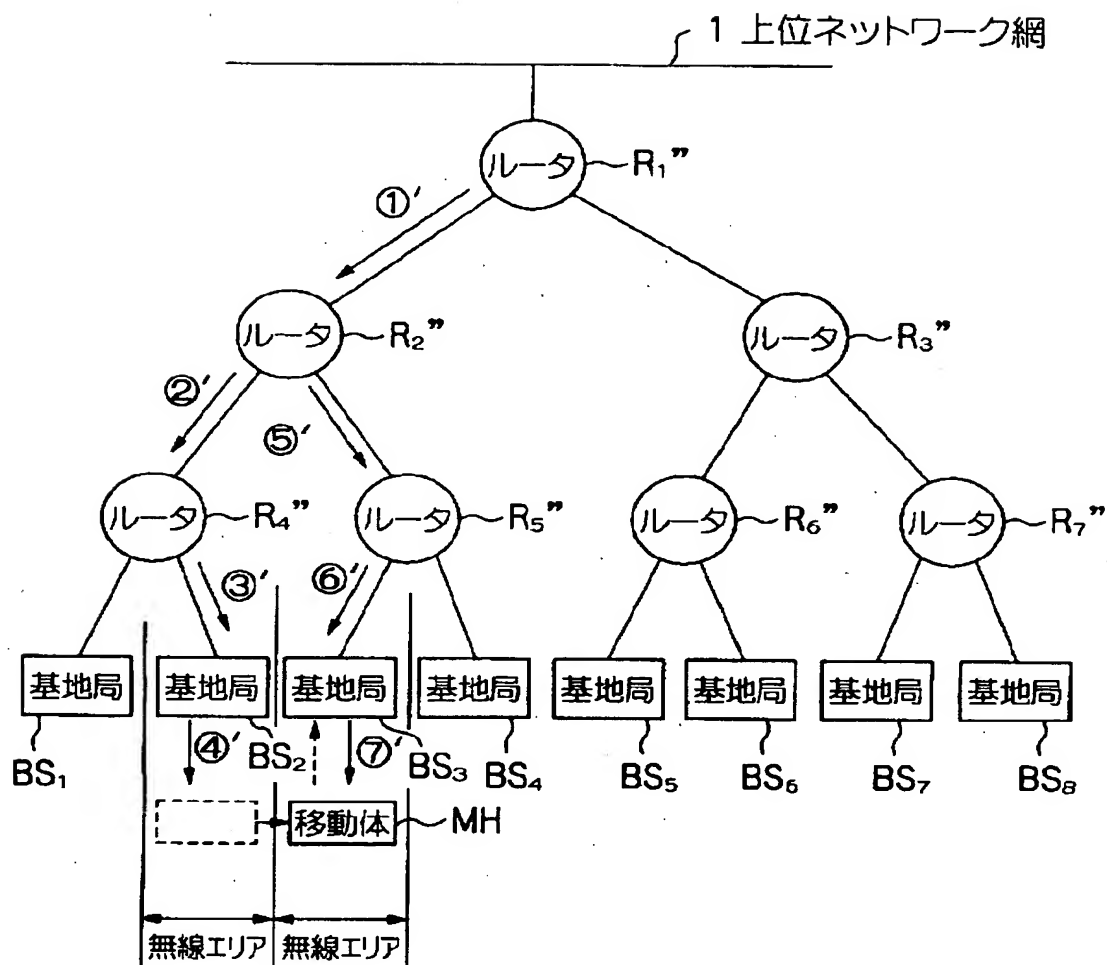 1 上位ネットワーク網
ルータ R₁”
①′
ルータ R₂” ルータ R₃”
②′ ⑤′
ルータ R₄” ルータ R₅” ルータ R₆” ルータ R₇”
③′ ⑥′
基地局 基地局 基地局 基地局 基地局 基地局 基地局 基地局
④′ ⑦′
BS₁ BS₂ BS₃ BS₄ BS₅ BS₆ BS₇ BS₈
移動体 MH
無線エリア 無線エリア